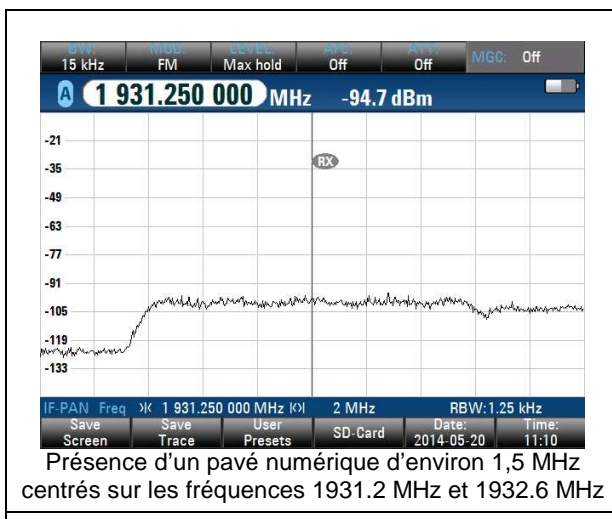 BW: MOD: LEVEL: AFC: ATT: MGC: Off
15 kHz FM Max hold Off Off
A 1 931.250 000 MHz -94.7 dBm
-21
RX
-35
-49
-63
-77
-91
-105
-119
-133
IF-PAN Freq 1 931.250 000 MHz 2 MHz RBW:1.25 kHz
Save Save User SD-Card Date: Time:
Screen Trace Presets 2014-05-20 11:10
Présence d'un pavé numérique d'environ 1,5 MHz
centrés sur les fréquences 1931.2 MHz et 1932.6 MHz